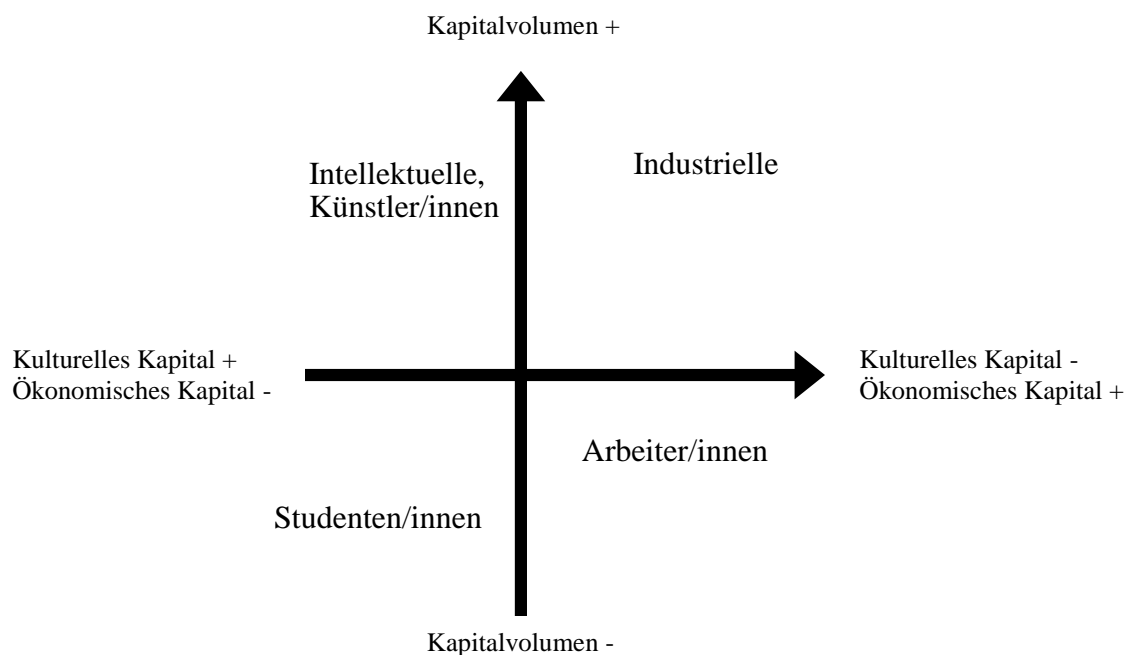 Kapitalvolumen +
Intellektuelle,
Künstler/innen
Industrielle
Kulturelles Kapital +
Ökonomisches Kapital -
Kulturelles Kapital -
Ökonomisches Kapital +
Arbeiter/innen
Studenten/innen
Kapitalvolumen -